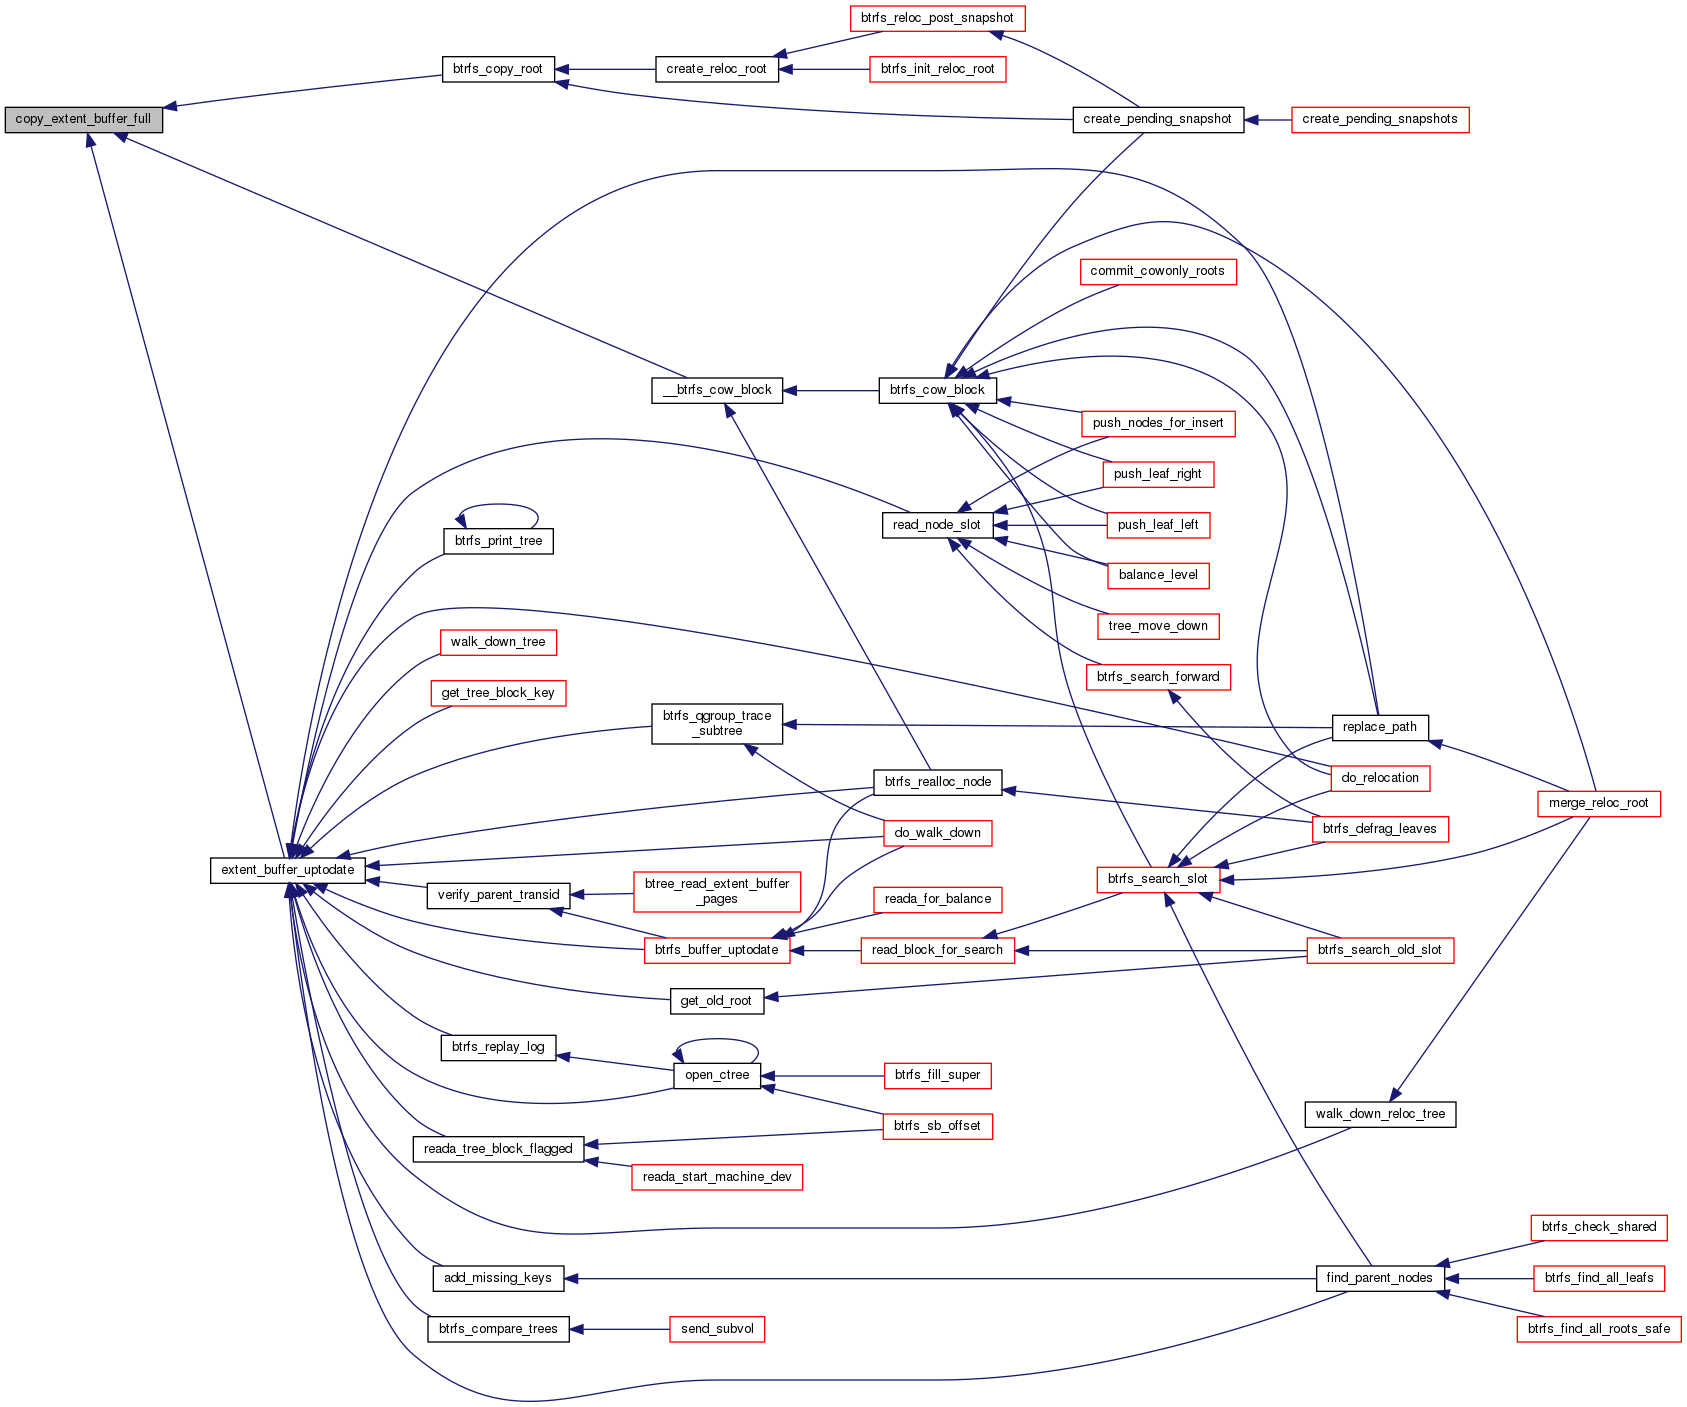 btrfs_reloc_post_snapshot
btrfs_copy_root
create_reloc_root
btrfs_init_reloc_root
copy_extent_buffer_full
create_pending_snapshot
create_pending_snapshots
commit_cowonly_roots
__btrfs_cow_block
btrfs_cow_block
push_nodes_for_insert
push_leaf_right
read_node_slot
push_leaf_left
btrfs_print_tree
balance_level
tree_move_down
walk_down_tree
btrfs_search_forward
get_tree_block_key
btrfs_qgroup_trace
_subtree
replace_path
do_relocation
btrfs_realloc_node
merge_reloc_root
btrfs_defrag_leaves
do_walk_down
extent_buffer_uptodate
btrfs_search_slot
verify_parent_transid
btree_read_extent_buffer
_pages
reada_for_balance
btrfs_buffer_uptodate
read_block_for_search
btrfs_search_old_slot
get_old_root
btrfs_replay_log
open_ctree
btrfs_fill_super
walk_down_reloc_tree
btrfs_sb_offset
reada_tree_block_flagged
reada_start_machine_dev
btrfs_check_shared
add_missing_keys
find_parent_nodes
btrfs_find_all_leafs
btrfs_compare_trees
send_subvol
btrfs_find_all_roots_safe